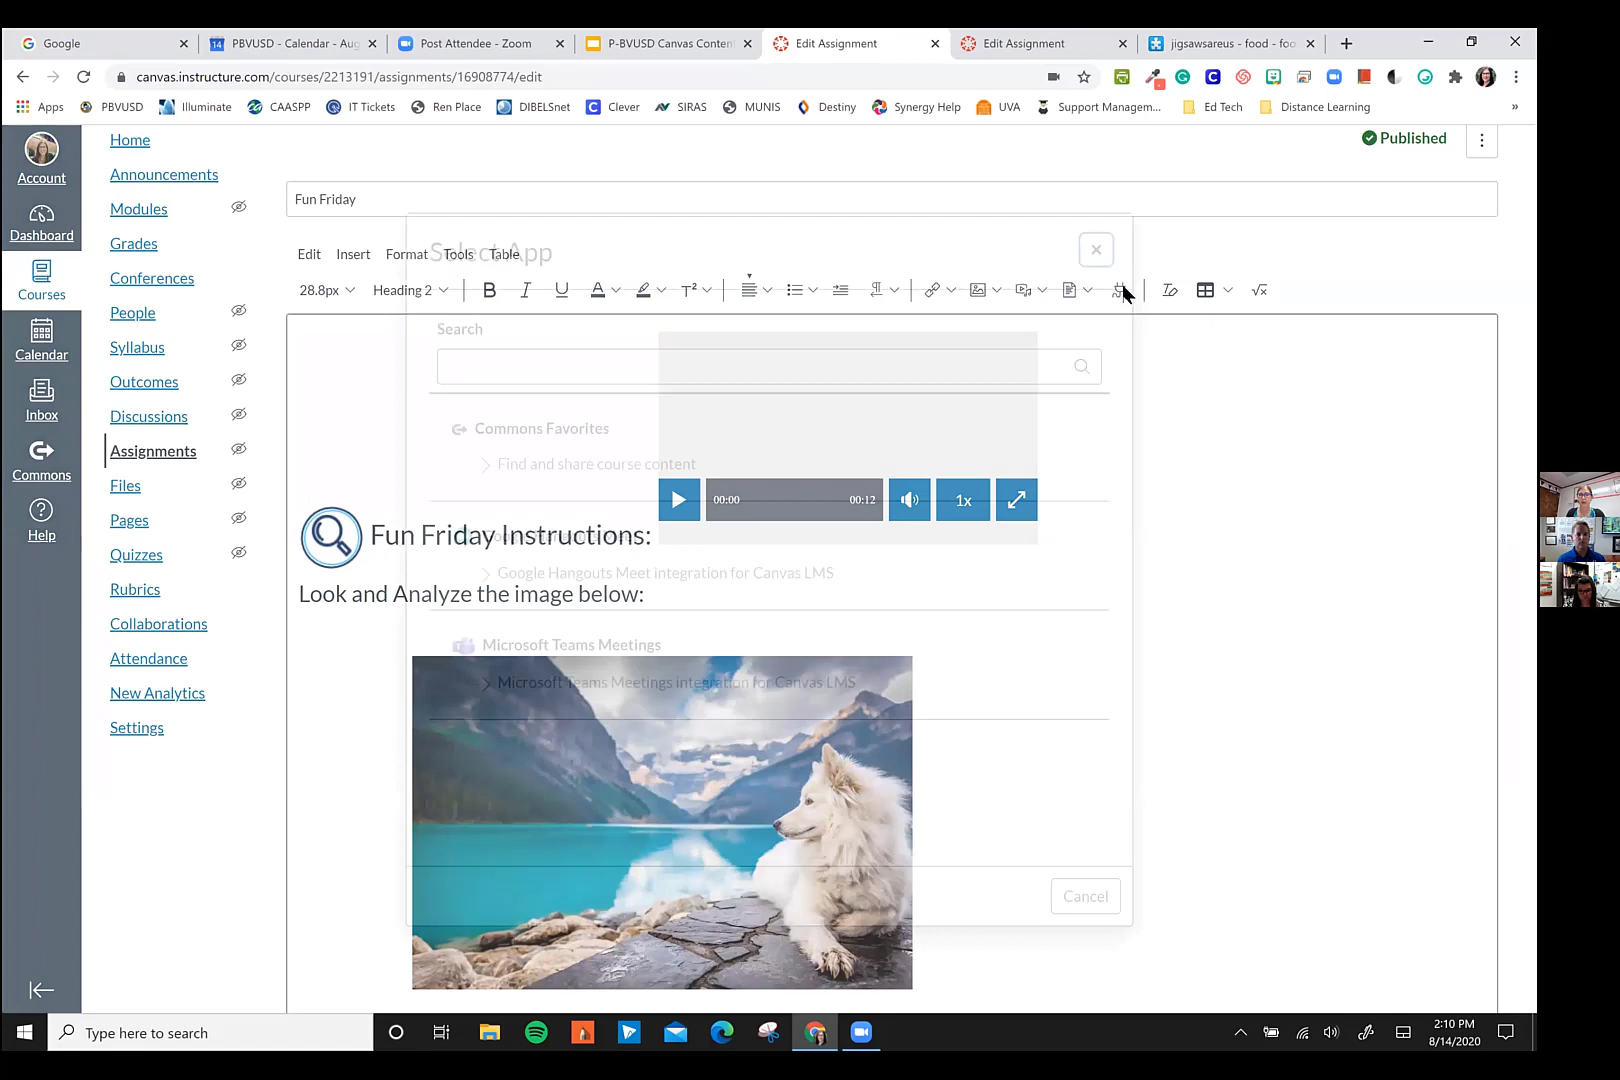 Google
PBVUSD - Calendar - Aug
Post Attendee - Zoom
P-BVUSD Canvas Conten
Edit Assignment
Edit Assignment
jigsawsareus - food - foo
canvas.instructure.com/courses/2213191/assignments/16908774/edit
Apps
PBVUSD
Illuminate
CAASPP
IT Tickets
Ren Place
DIBELSnet
Clever
SIRAS
MUNIS
Destiny
Synergy Help
UVA
Support Managem...
Ed Tech
Distance Learning
»
Account
Dashboard
Courses
Calendar
Inbox
Commons
Help
Home
Announcements
Modules
Grades
Conferences
People
Syllabus
Outcomes
Discussions
Assignments
Files
Pages
Quizzes
Rubrics
Collaborations
Attendance
New Analytics
Settings
Published
Fun Friday
Edit Insert Format Tools Table
Select App
28.8px
Heading 2
Search
Commons Favorites
Find and share course content
00:00
00:12
1x
Fun Friday Instructions:
Google Hangouts Meet integration for Canvas LMS
Look and Analyze the image below:
Microsoft Teams Meetings
Microsoft Teams Meetings integration for Canvas LMS
Cancel
Type here to search
2:10 PM
8/14/2020